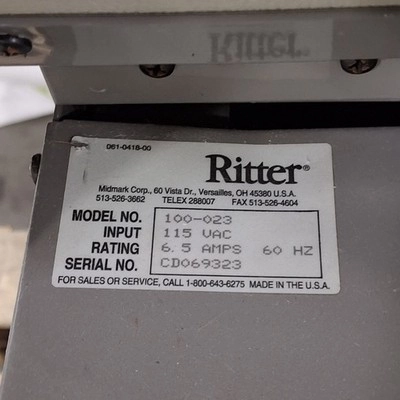 Ritter
061-0418-00
Ritter®
Midmark Corp., 60 Vista Dr., Versailles, OH 45380 U.S.A.
513-526-3662 TELEX 288007 FAX 513-526-4604
MODEL NO. 100-023
INPUT 115 VAC
RATING 6.5 AMPS 60 HZ
SERIAL NO. CD069323
FOR SALES OR SERVICE, CALL 1-800-643-6275 MADE IN THE U.S.A.